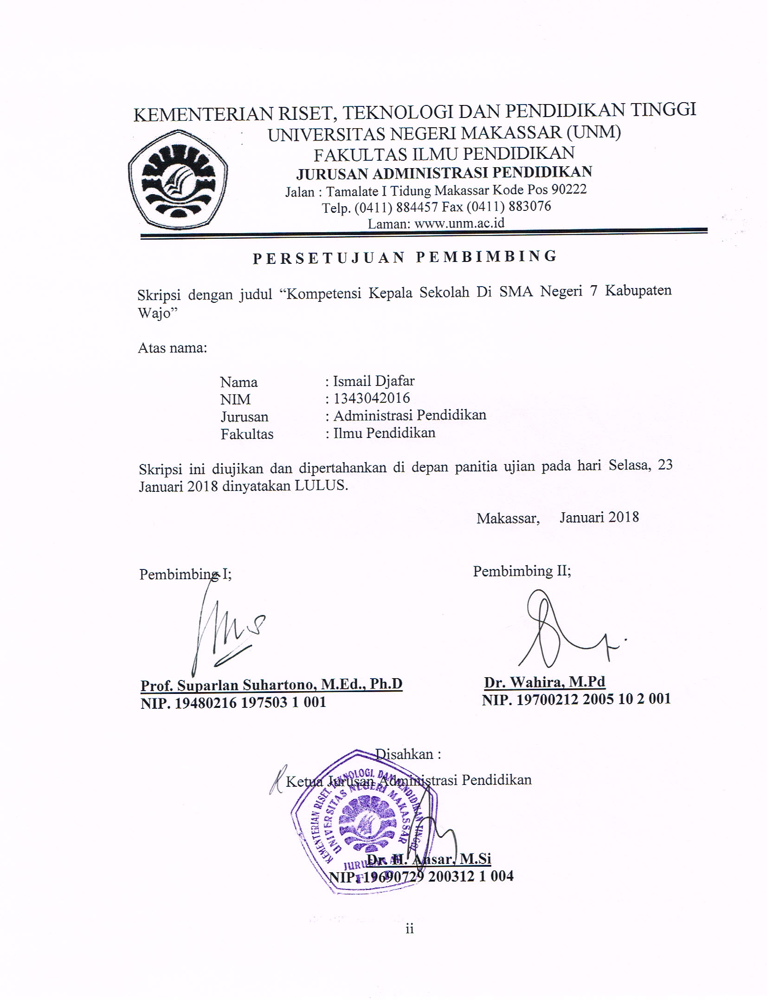 KEMENTERIAN RISET, TEKNOLOGI DAN PENDIDIKAN TINGGI
UNIVERSITAS NEGERI MAKASSAR (UNM)
FAKULTAS ILMU PENDIDIKAN
JURUSAN ADMINISTRASI PENDIDIKAN
Jalan : Tamalate I Tidung Makassar Kode Pos 90222
Telp. (0411) 884457 Fax (0411) 883076
Laman: www.unm.ac.id
PERSETUJUAN PEMBIMBING
Skripsi dengan judul “Kompetensi Kepala Sekolah Di SMA Negeri 7 Kabupaten
Wajo”
Atas nama:
Nama : Ismail Djafar
NIM : 1343042016
Jurusan : Administrasi Pendidikan
Fakultas : Ilmu Pendidikan
Skripsi ini diujikan dan dipertahankan di depan panitia ujian pada hari Selasa, 23
Januari 2018 dinyatakan LULUS.
Makassar, Januari 2018
Pembimbing I; Pembimbing II;
Prof. Suparlan Suhartono, M.Ed., Ph.D Dr. Wahira, M.Pd
NIP. 19480216 197503 1 001 NIP. 19700212 2005 10 2 001
Disahkan :
Ketua Jurusan Administrasi Pendidikan
KEMENTERIAN RISET, TEKNOLOGI, DAN PENDIDIKAN TINGGI
UNIVERSITAS NEGERI MAKASSAR
JURUSAN AP
Dr. H. Ansar, M.Si
NIP. 19690729 200312 1 004
ii